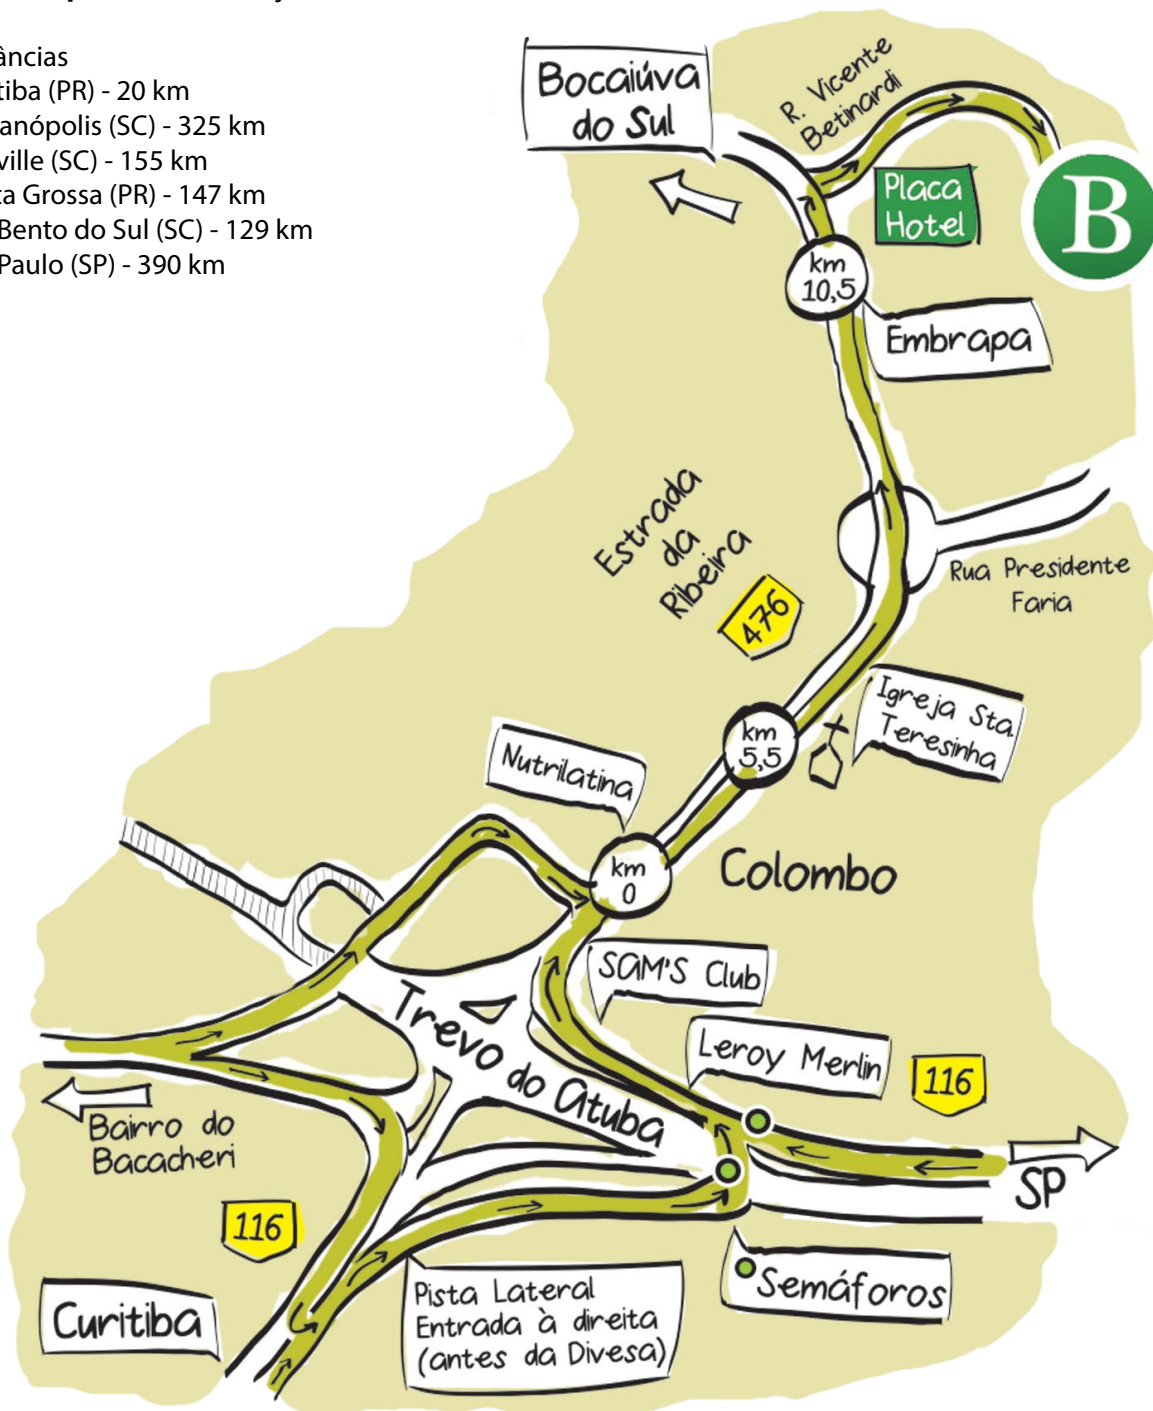 âncias
tiba (PR) - 20 km
anópolis (SC) - 325 km
ville (SC) - 155 km
ta Grossa (PR) - 147 km
Bento do Sul (SC) - 129 km
Paulo (SP) - 390 km
Bocaiúva
do Sul
R. Vicente
Betinardi
Placa
Hotel
B
km
10,5
Embrapa
Estrada
da
Ribeira
476
Rua Presidente
Faria
Igreja Sta
Teresinha
km
5,5
Nutrilatina
km
0
Colombo
SAM'S Club
Trevo do Atuba
Leroy Merlin
116
Bairro do
Bacacheri
SP
116
Curitiba
Pista Lateral
Entrada à direita
(antes da Divesa)
Semáforos